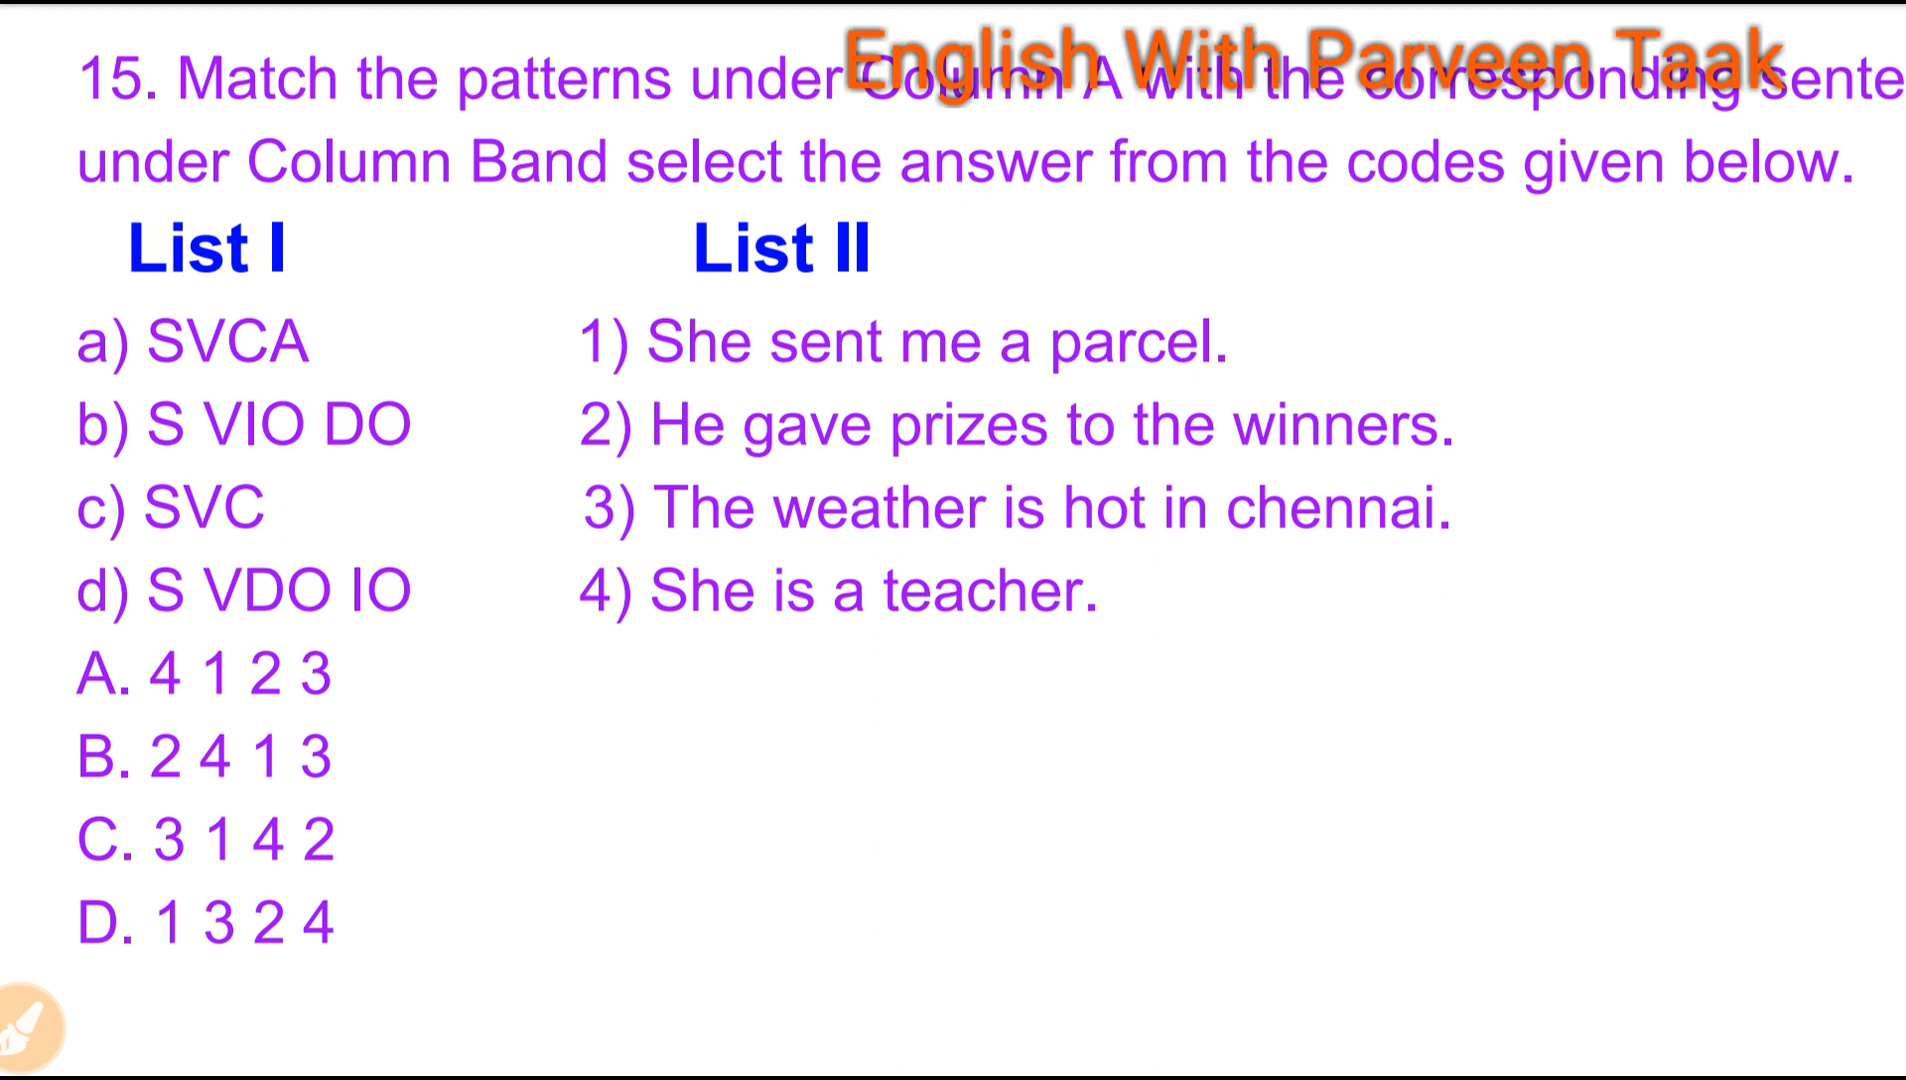 English With Parveen Taak
15. Match the patterns under Column A with the corresponding sente
under Column Band select the answer from the codes given below.
List I List II
a) SVCA 1) She sent me a parcel.
b) S VIO DO 2) He gave prizes to the winners.
c) SVC 3) The weather is hot in chennai.
d) S VDO IO 4) She is a teacher.
A. 4 1 2 3
B. 2 4 1 3
C. 3 1 4 2
D. 1 3 2 4